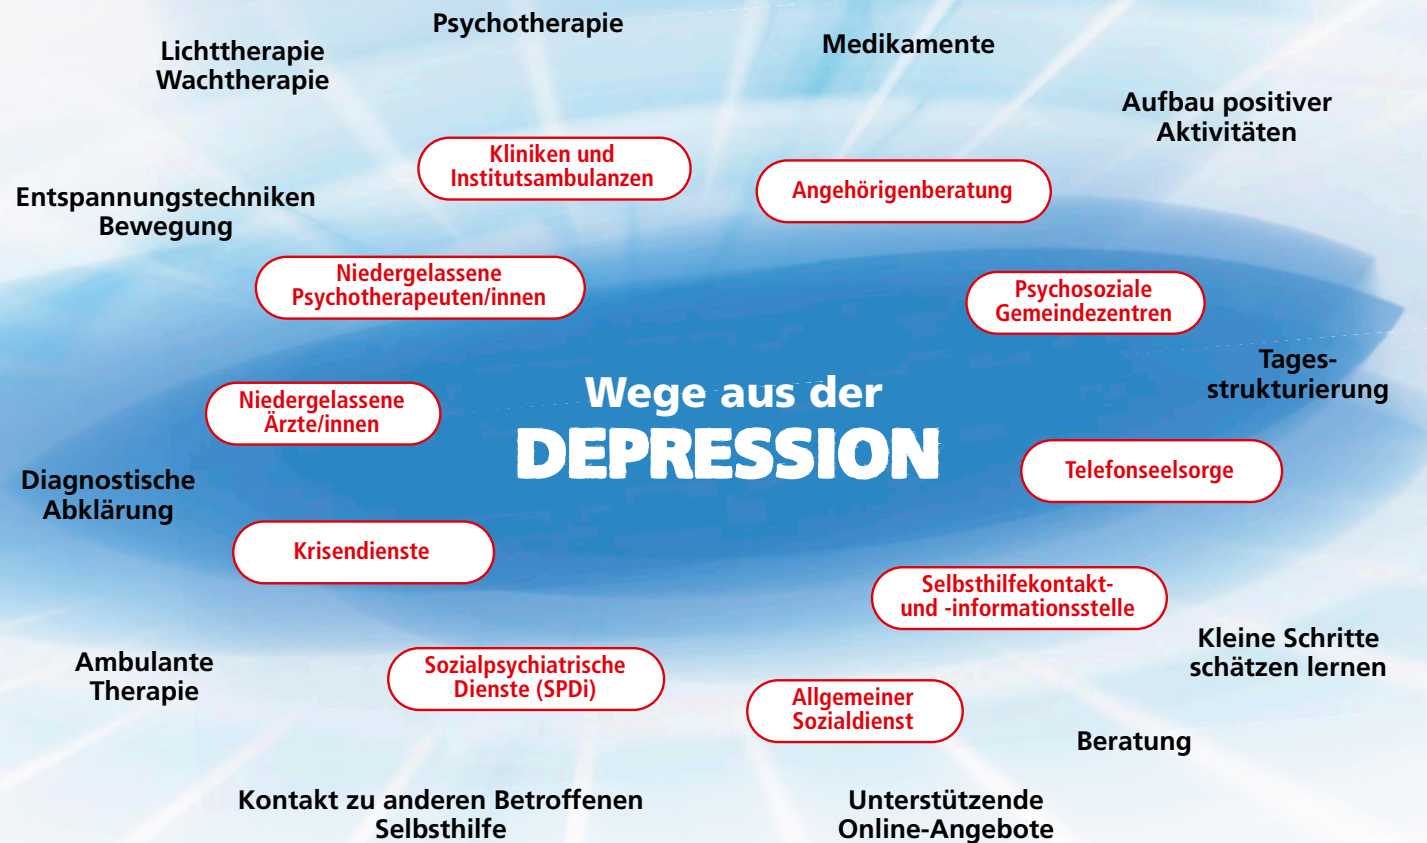 Psychotherapie
Lichttherapie
Wachtherapie
Medikamente
Aufbau positiver
Aktivitäten
Kliniken und
Institutsambulanzen
Angehörigenberatung
Entspannungstechniken
Bewegung
Niedergelassene
Psychotherapeuten/innen
Psychosoziale
Gemeindezentren
Tages-
strukturierung
Niedergelassene
Ärzte/innen
Wege aus der
DEPRESSION
Telefonseelsorge
Diagnostische
Abklärung
Krisendienste
Selbsthilfekontakt-
und -informationsstelle
Kleine Schritte
schätzen lernen
Ambulante
Therapie
Sozialpsychiatrische
Dienste (SPDi)
Allgemeiner
Sozialdienst
Beratung
Kontakt zu anderen Betroffenen
Selbsthilfe
Unterstützende
Online-Angebote